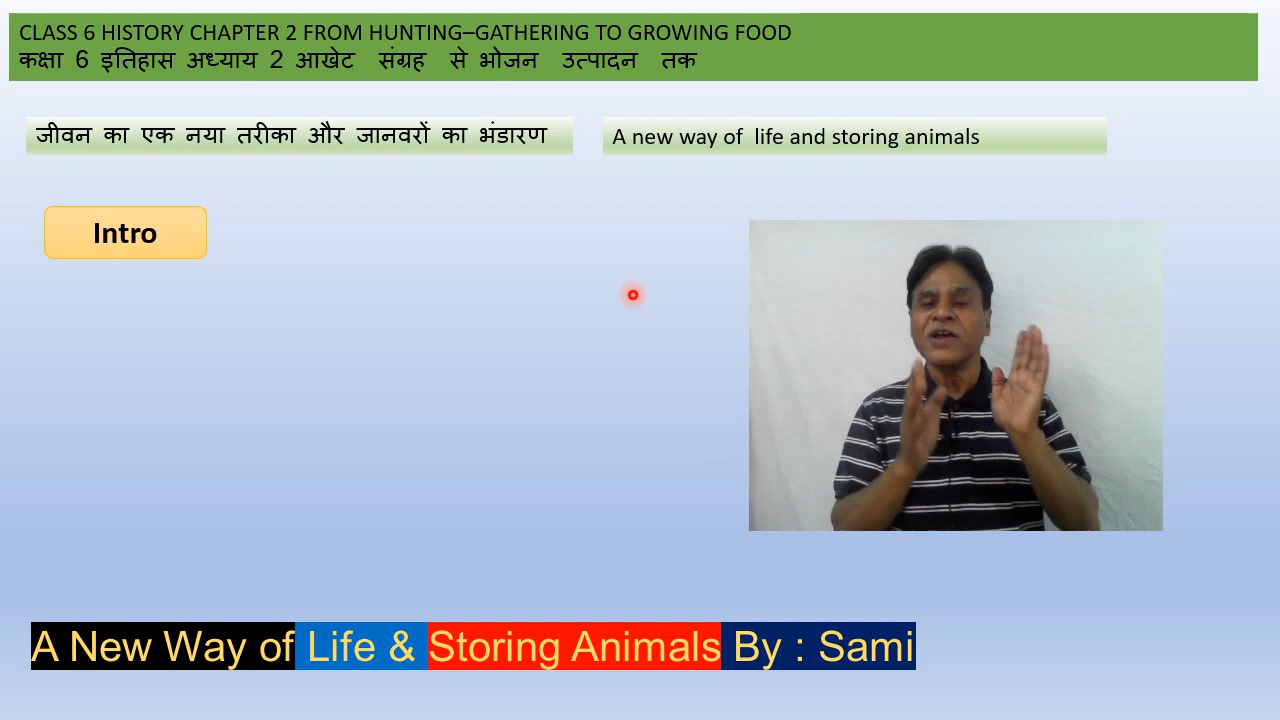 CLASS 6 HISTORY CHAPTER 2 FROM HUNTING–GATHERING TO GROWING FOOD
कक्षा 6 इतिहास अध्याय 2 आखेट संग्रह से भोजन उत्पादन तक
जीवन का एक नया तरीका और जानवरों का भंडारण
A new way of life and storing animals
Intro
A New Way of Life & Storing Animals By : Sami